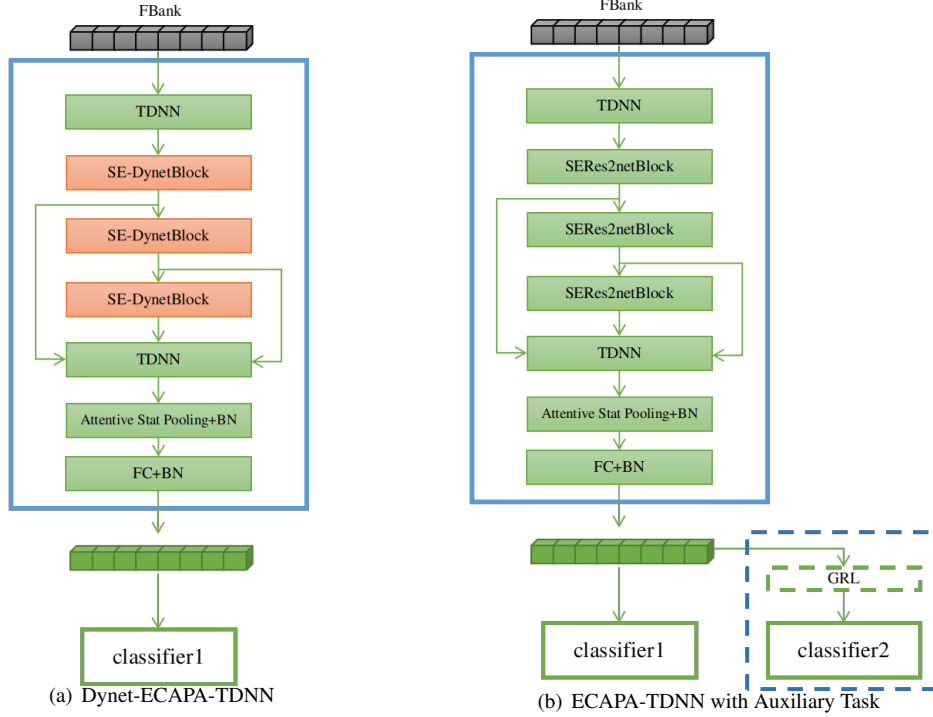 FBank
TDNN
SE-DynetBlock
SE-DynetBlock
SE-DynetBlock
TDNN
Attentive Stat Pooling+BN
FC+BN
classifier1
(a) Dynet-ECAPA-TDNN
FBank
TDNN
SERes2netBlock
SERes2netBlock
SERes2netBlock
TDNN
Attentive Stat Pooling+BN
FC+BN
GRL
classifier1
classifier2
(b) ECAPA-TDNN with Auxiliary Task